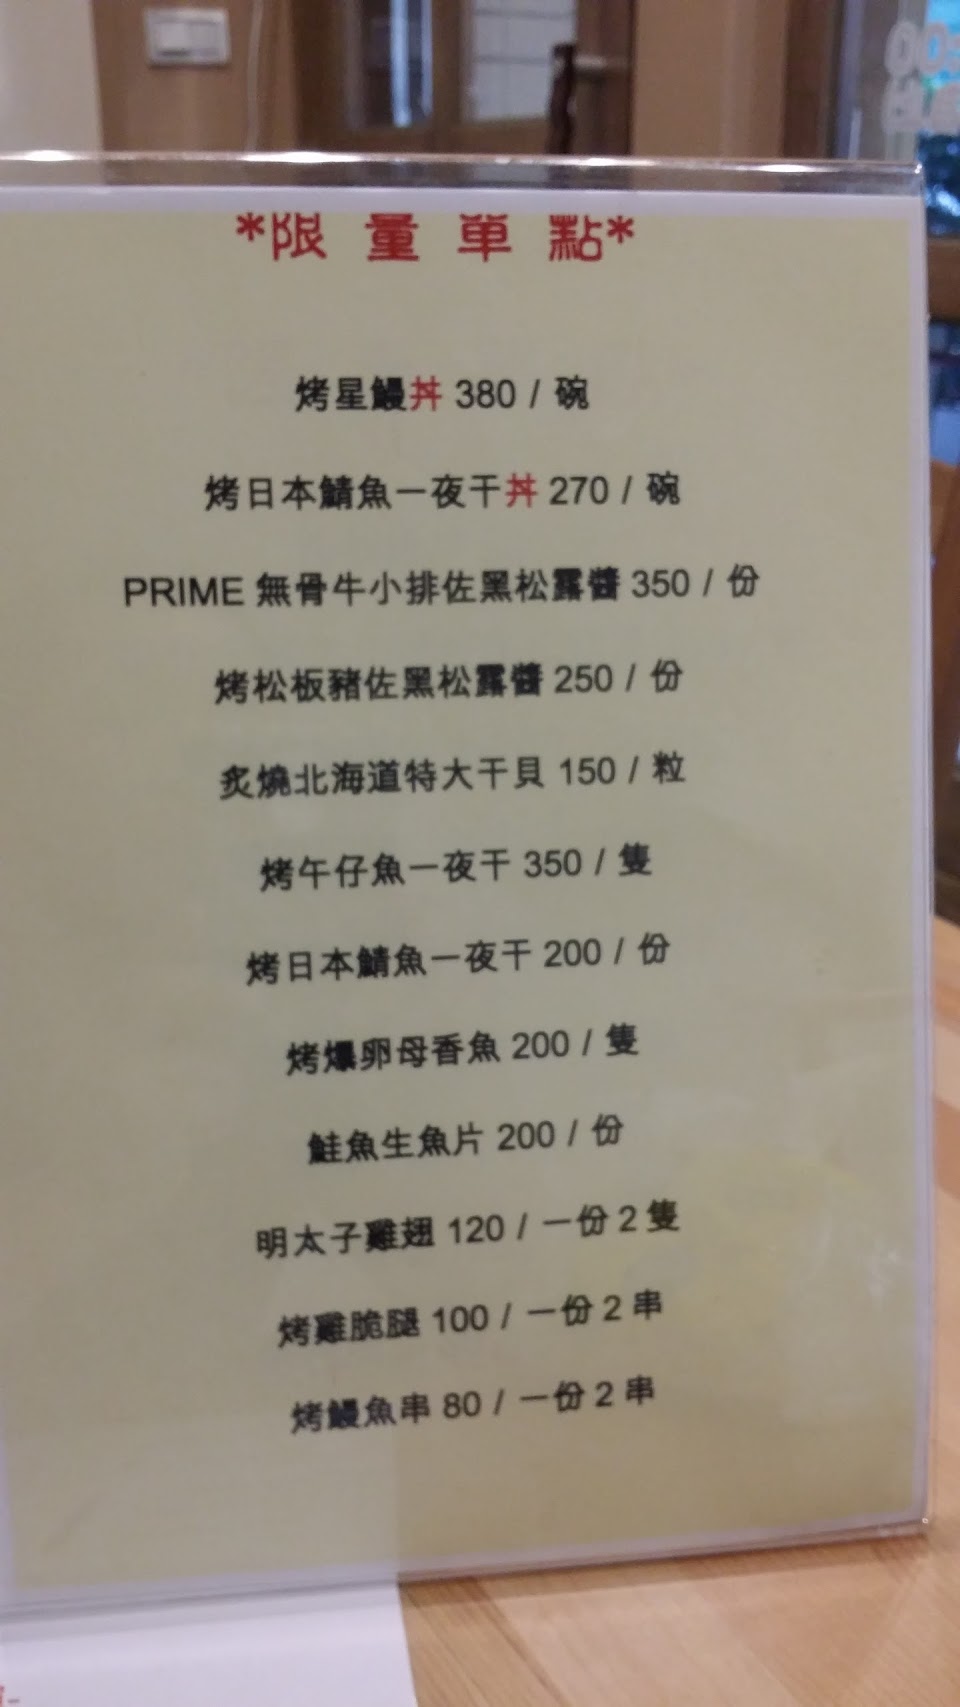 *限量單點*
烤星鰻丼 380 / 碗
烤日本鯖魚一夜干丼 270 / 碗
PRIME 無骨牛小排佐黑松露醬 350 / 份
烤松板豬佐黑松露醬 250 / 份
炙燒北海道特大干貝 150 / 粒
烤午仔魚一夜干 350 / 隻
烤日本鯖魚一夜干 200 / 份
烤爆卵母香魚 200 / 隻
鮭魚生魚片 200 / 份
明太子雞翅 120 / 一份 2 隻
烤雞脆腿 100 / 一份 2 串
烤鰻魚串 80 / 一份 2 串